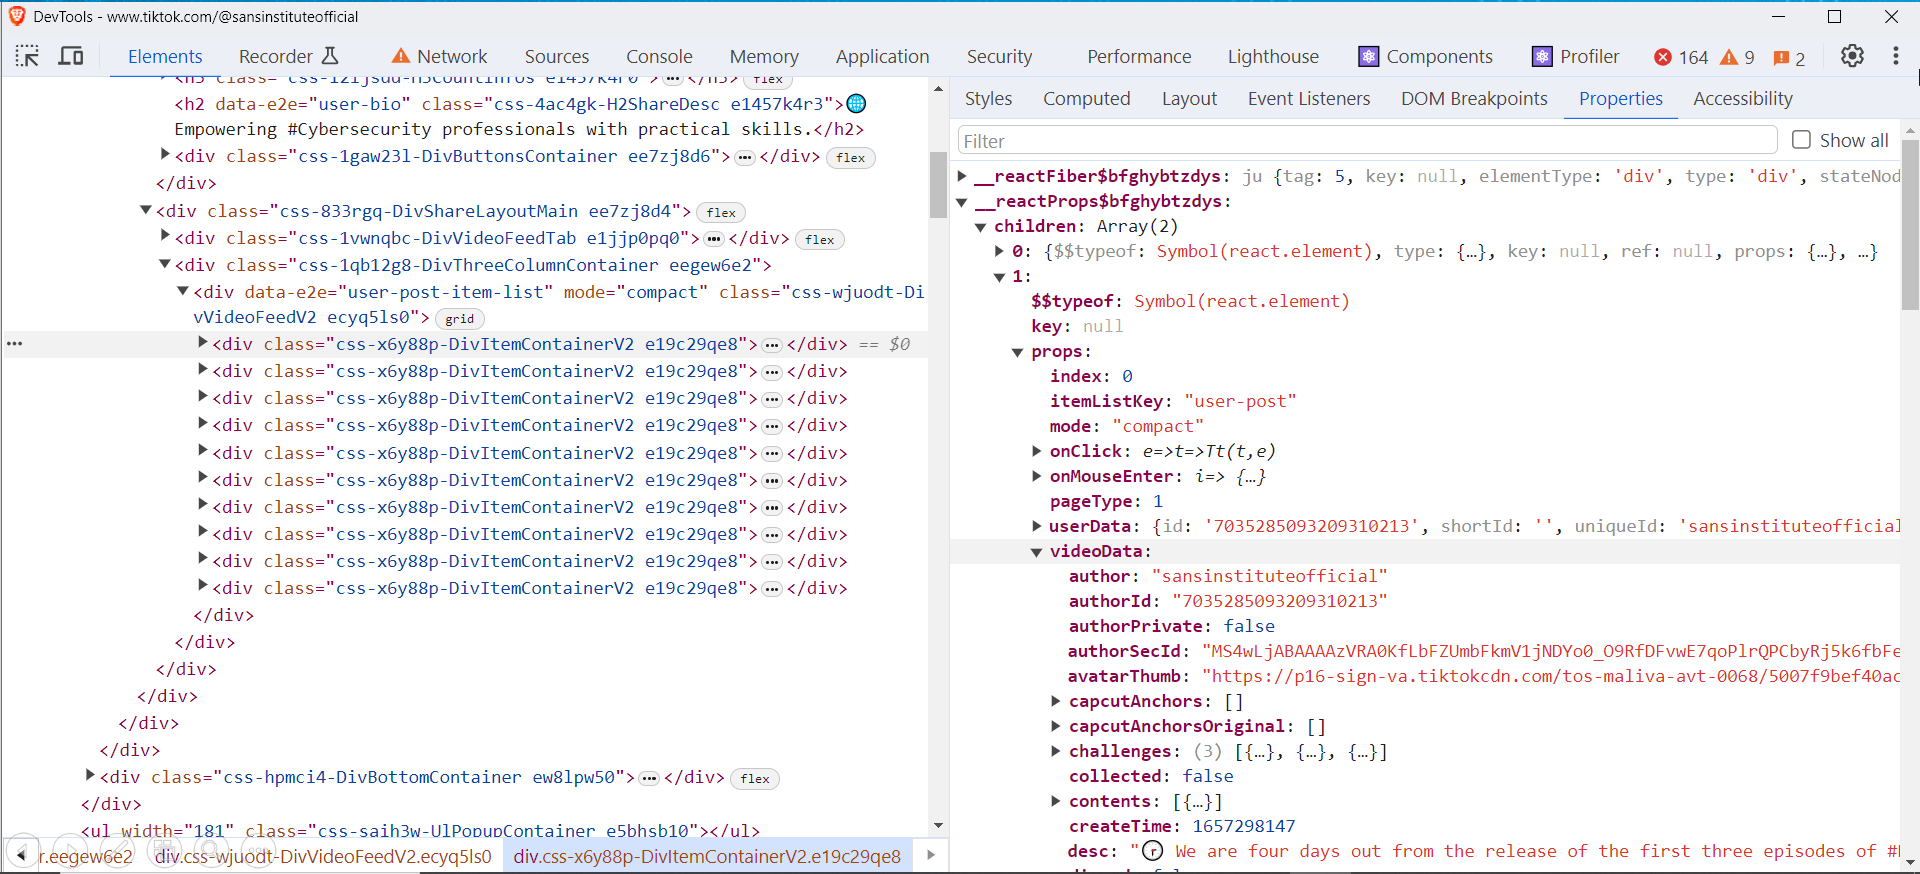 DevTools - www.tiktok.com/@sansinstituteofficial
Elements Recorder Network Sources Console Memory Application Security Performance Lighthouse Components Profiler 164 9 2
<h3 class="css-12rjsdu-H3CountInfos e1457k4r0">…</h3> flex
<h2 data-e2e="user-bio" class="css-4ac4gk-H2ShareDesc e1457k4r3">🌐
Empowering #Cybersecurity professionals with practical skills.</h2>
<div class="css-1gaw23l-DivButtonsContainer ee7zj8d6">…</div> flex
</div>
<div class="css-833rgq-DivShareLayoutMain ee7zj8d4"> flex
<div class="css-1vwnqbc-DivVideoFeedTab e1jjp0pq0">…</div> flex
<div class="css-1qb12g8-DivThreeColumnContainer eegew6e2">
<div data-e2e="user-post-item-list" mode="compact" class="css-wjuodt-Di
vVideoFeedV2 ecyq5ls0"> grid
… <div class="css-x6y88p-DivItemContainerV2 e19c29qe8">…</div> == $0
<div class="css-x6y88p-DivItemContainerV2 e19c29qe8">…</div>
<div class="css-x6y88p-DivItemContainerV2 e19c29qe8">…</div>
<div class="css-x6y88p-DivItemContainerV2 e19c29qe8">…</div>
<div class="css-x6y88p-DivItemContainerV2 e19c29qe8">…</div>
<div class="css-x6y88p-DivItemContainerV2 e19c29qe8">…</div>
<div class="css-x6y88p-DivItemContainerV2 e19c29qe8">…</div>
<div class="css-x6y88p-DivItemContainerV2 e19c29qe8">…</div>
<div class="css-x6y88p-DivItemContainerV2 e19c29qe8">…</div>
<div class="css-x6y88p-DivItemContainerV2 e19c29qe8">…</div>
</div>
</div>
</div>
</div>
</div>
</div>
<div class="css-hpmci4-DivBottomContainer ew8lpw50">…</div> flex
</div>
<ul width="181" class="css-saih3w-UlPopupContainer e5bhsb10"></ul>
r.eegew6e2 div.css-wjuodt-DivVideoFeedV2.ecyq5ls0 div.css-x6y88p-DivItemContainerV2.e19c29qe8
Styles Computed Layout Event Listeners DOM Breakpoints Properties Accessibility
Filter Show all
__reactFiber$bfghybtzdys: ju {tag: 5, key: null, elementType: 'div', type: 'div', stateNod
__reactProps$bfghybtzdys:
children: Array(2)
0: {$$typeof: Symbol(react.element), type: {…}, key: null, ref: null, props: {…}, …}
1:
$$typeof: Symbol(react.element)
key: null
props:
index: 0
itemListKey: "user-post"
mode: "compact"
onClick: e=>t=>Tt(t,e)
onMouseEnter: i=> {…}
pageType: 1
userData: {id: '7035285093209310213', shortId: '', uniqueId: 'sansinstituteofficial
videoData:
author: "sansinstituteofficial"
authorId: "7035285093209310213"
authorPrivate: false
authorSecId: "MS4wLjABAAAAzVRA0KfLbFZUmbFkmV1jNDYo0_O9RfDFvwE7qoPlrQPCbyRj5k6fbFe
avatarThumb: "https://p16-sign-va.tiktokcdn.com/tos-maliva-avt-0068/5007f9bef40ac
capcutAnchors: []
capcutAnchorsOriginal: []
challenges: (3) [{…}, {…}, {…}]
collected: false
contents: [{…}]
createTime: 1657298147
desc: " We are four days out from the release of the first three episodes of #